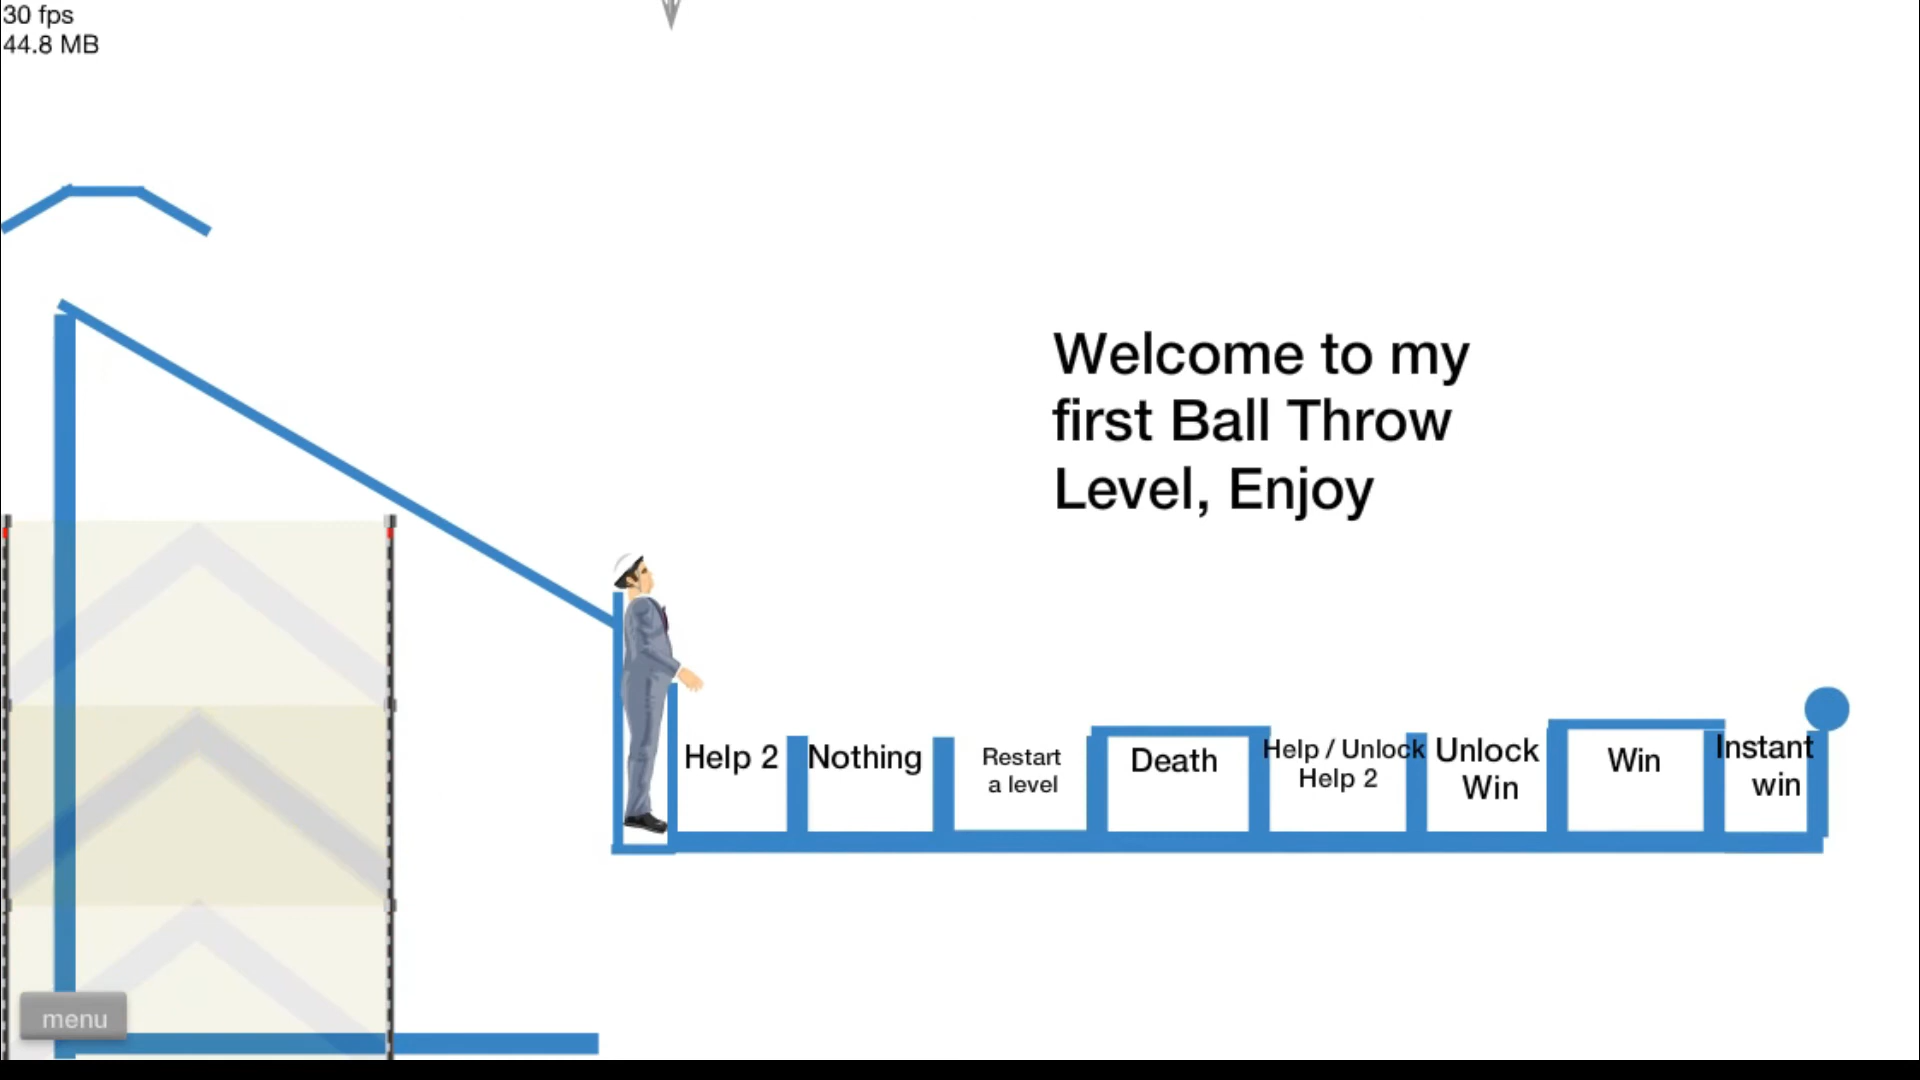 30 fps
44.8 MB
Welcome to my
first Ball Throw
Level, Enjoy
Help 2
Nothing
Restart
a level
Death
Help / Unlock
Help 2
Unlock
Win
Win
Instant
win
menu